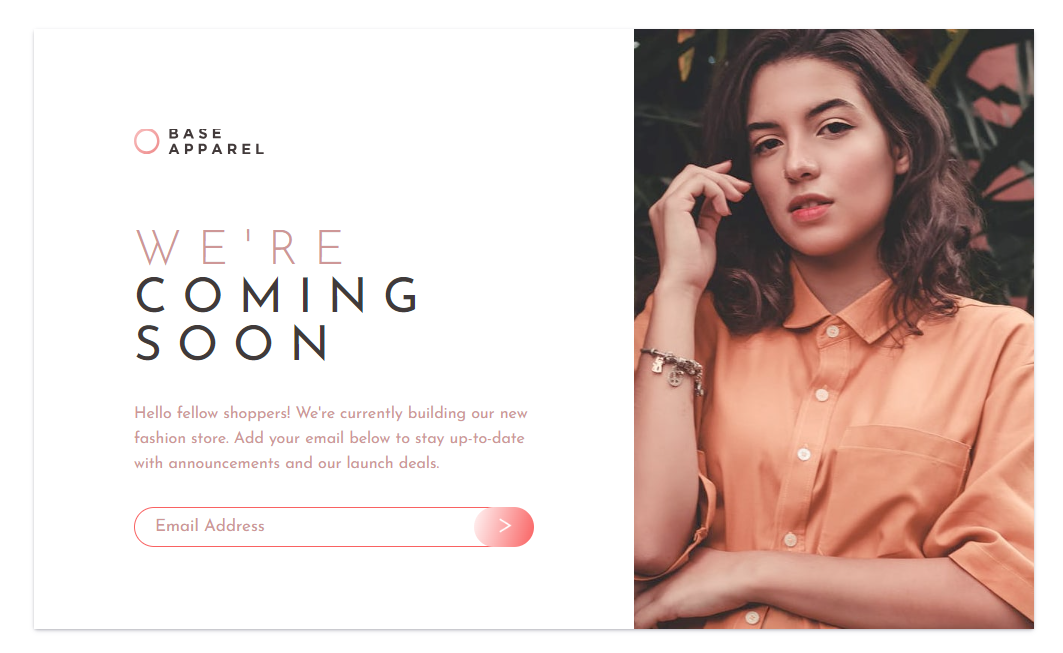 BASE
APPAREL
WE'RE
COMING
SOON
Hello fellow shoppers! We're currently building our new
fashion store. Add your email below to stay up-to-date
with announcements and our launch deals.
Email Address
>